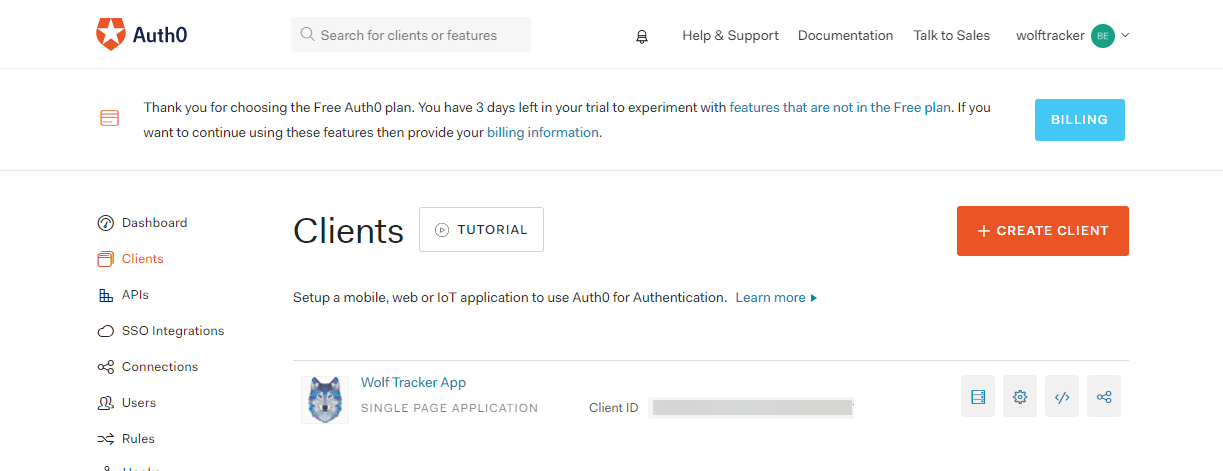 Auth0
Search for clients or features
Help & Support
Documentation
Talk to Sales
wolftracker
BE
Thank you for choosing the Free Auth0 plan. You have 3 days left in your trial to experiment with features that are not in the Free plan. If you
want to continue using these features then provide your billing information.
BILLING
Dashboard
Clients
APIs
SSO Integrations
Connections
Users
Rules
Clients
TUTORIAL
+ CREATE CLIENT
Setup a mobile, web or IoT application to use Auth0 for Authentication. Learn more
Wolf Tracker App
SINGLE PAGE APPLICATION
Client ID